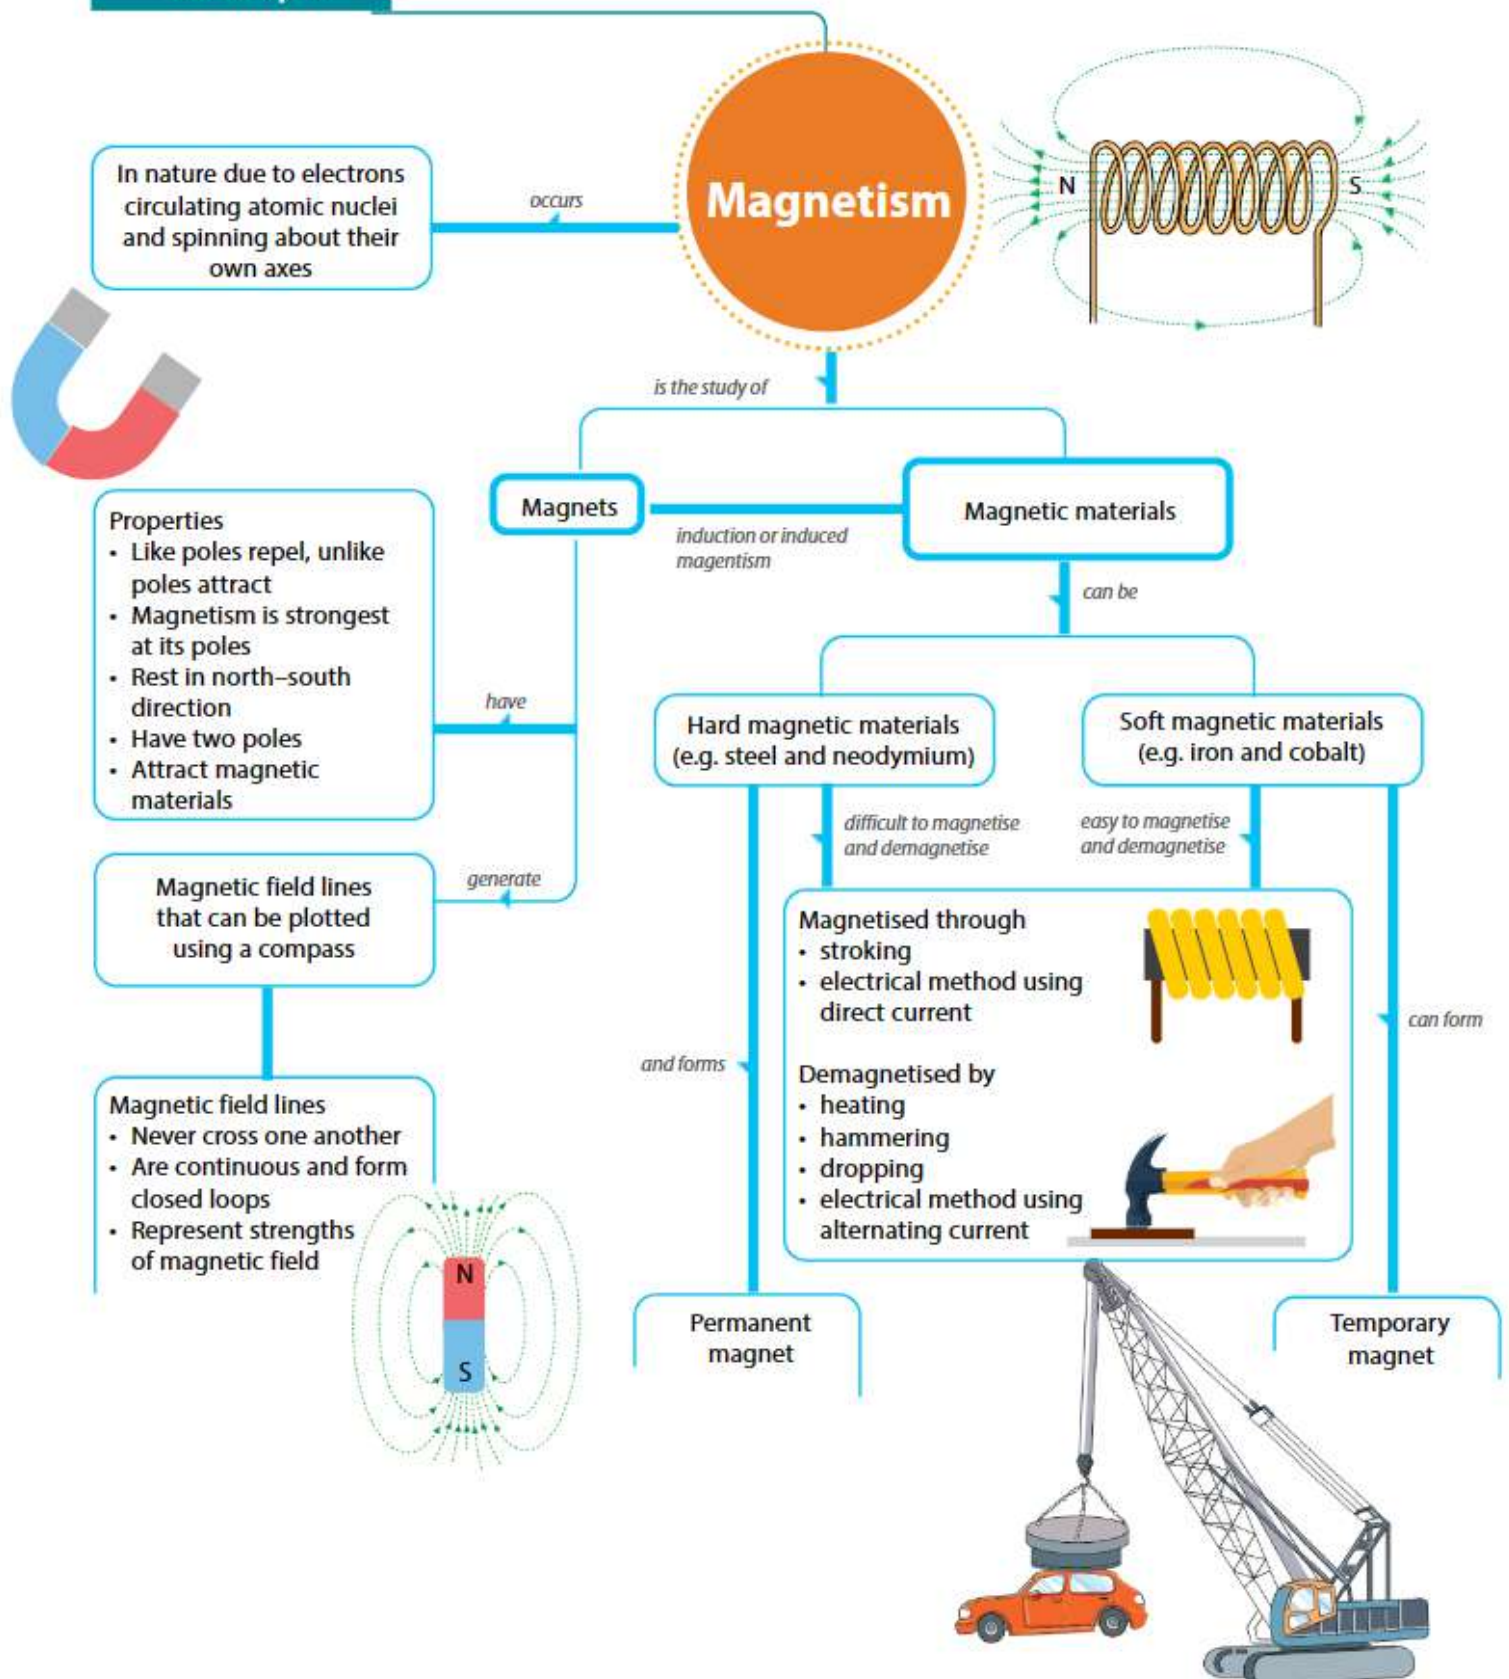 Magnetism
N
S
In nature due to electrons
circulating atomic nuclei
and spinning about their
own axes
occurs
is the study of
Magnets
induction or induced
magentism
Magnetic materials
Properties
• Like poles repel, unlike
poles attract
• Magnetism is strongest
at its poles
• Rest in north–south
direction
• Have two poles
• Attract magnetic
materials
have
can be
Hard magnetic materials
(e.g. steel and neodymium)
Soft magnetic materials
(e.g. iron and cobalt)
difficult to magnetise
and demagnetise
easy to magnetise
and demagnetise
generate
Magnetic field lines
that can be plotted
using a compass
Magnetised through
• stroking
• electrical method using
direct current
Demagnetised by
• heating
• hammering
• dropping
• electrical method using
alternating current
and forms
can form
Magnetic field lines
• Never cross one another
• Are continuous and form
closed loops
• Represent strengths
of magnetic field
N
S
Permanent
magnet
Temporary
magnet